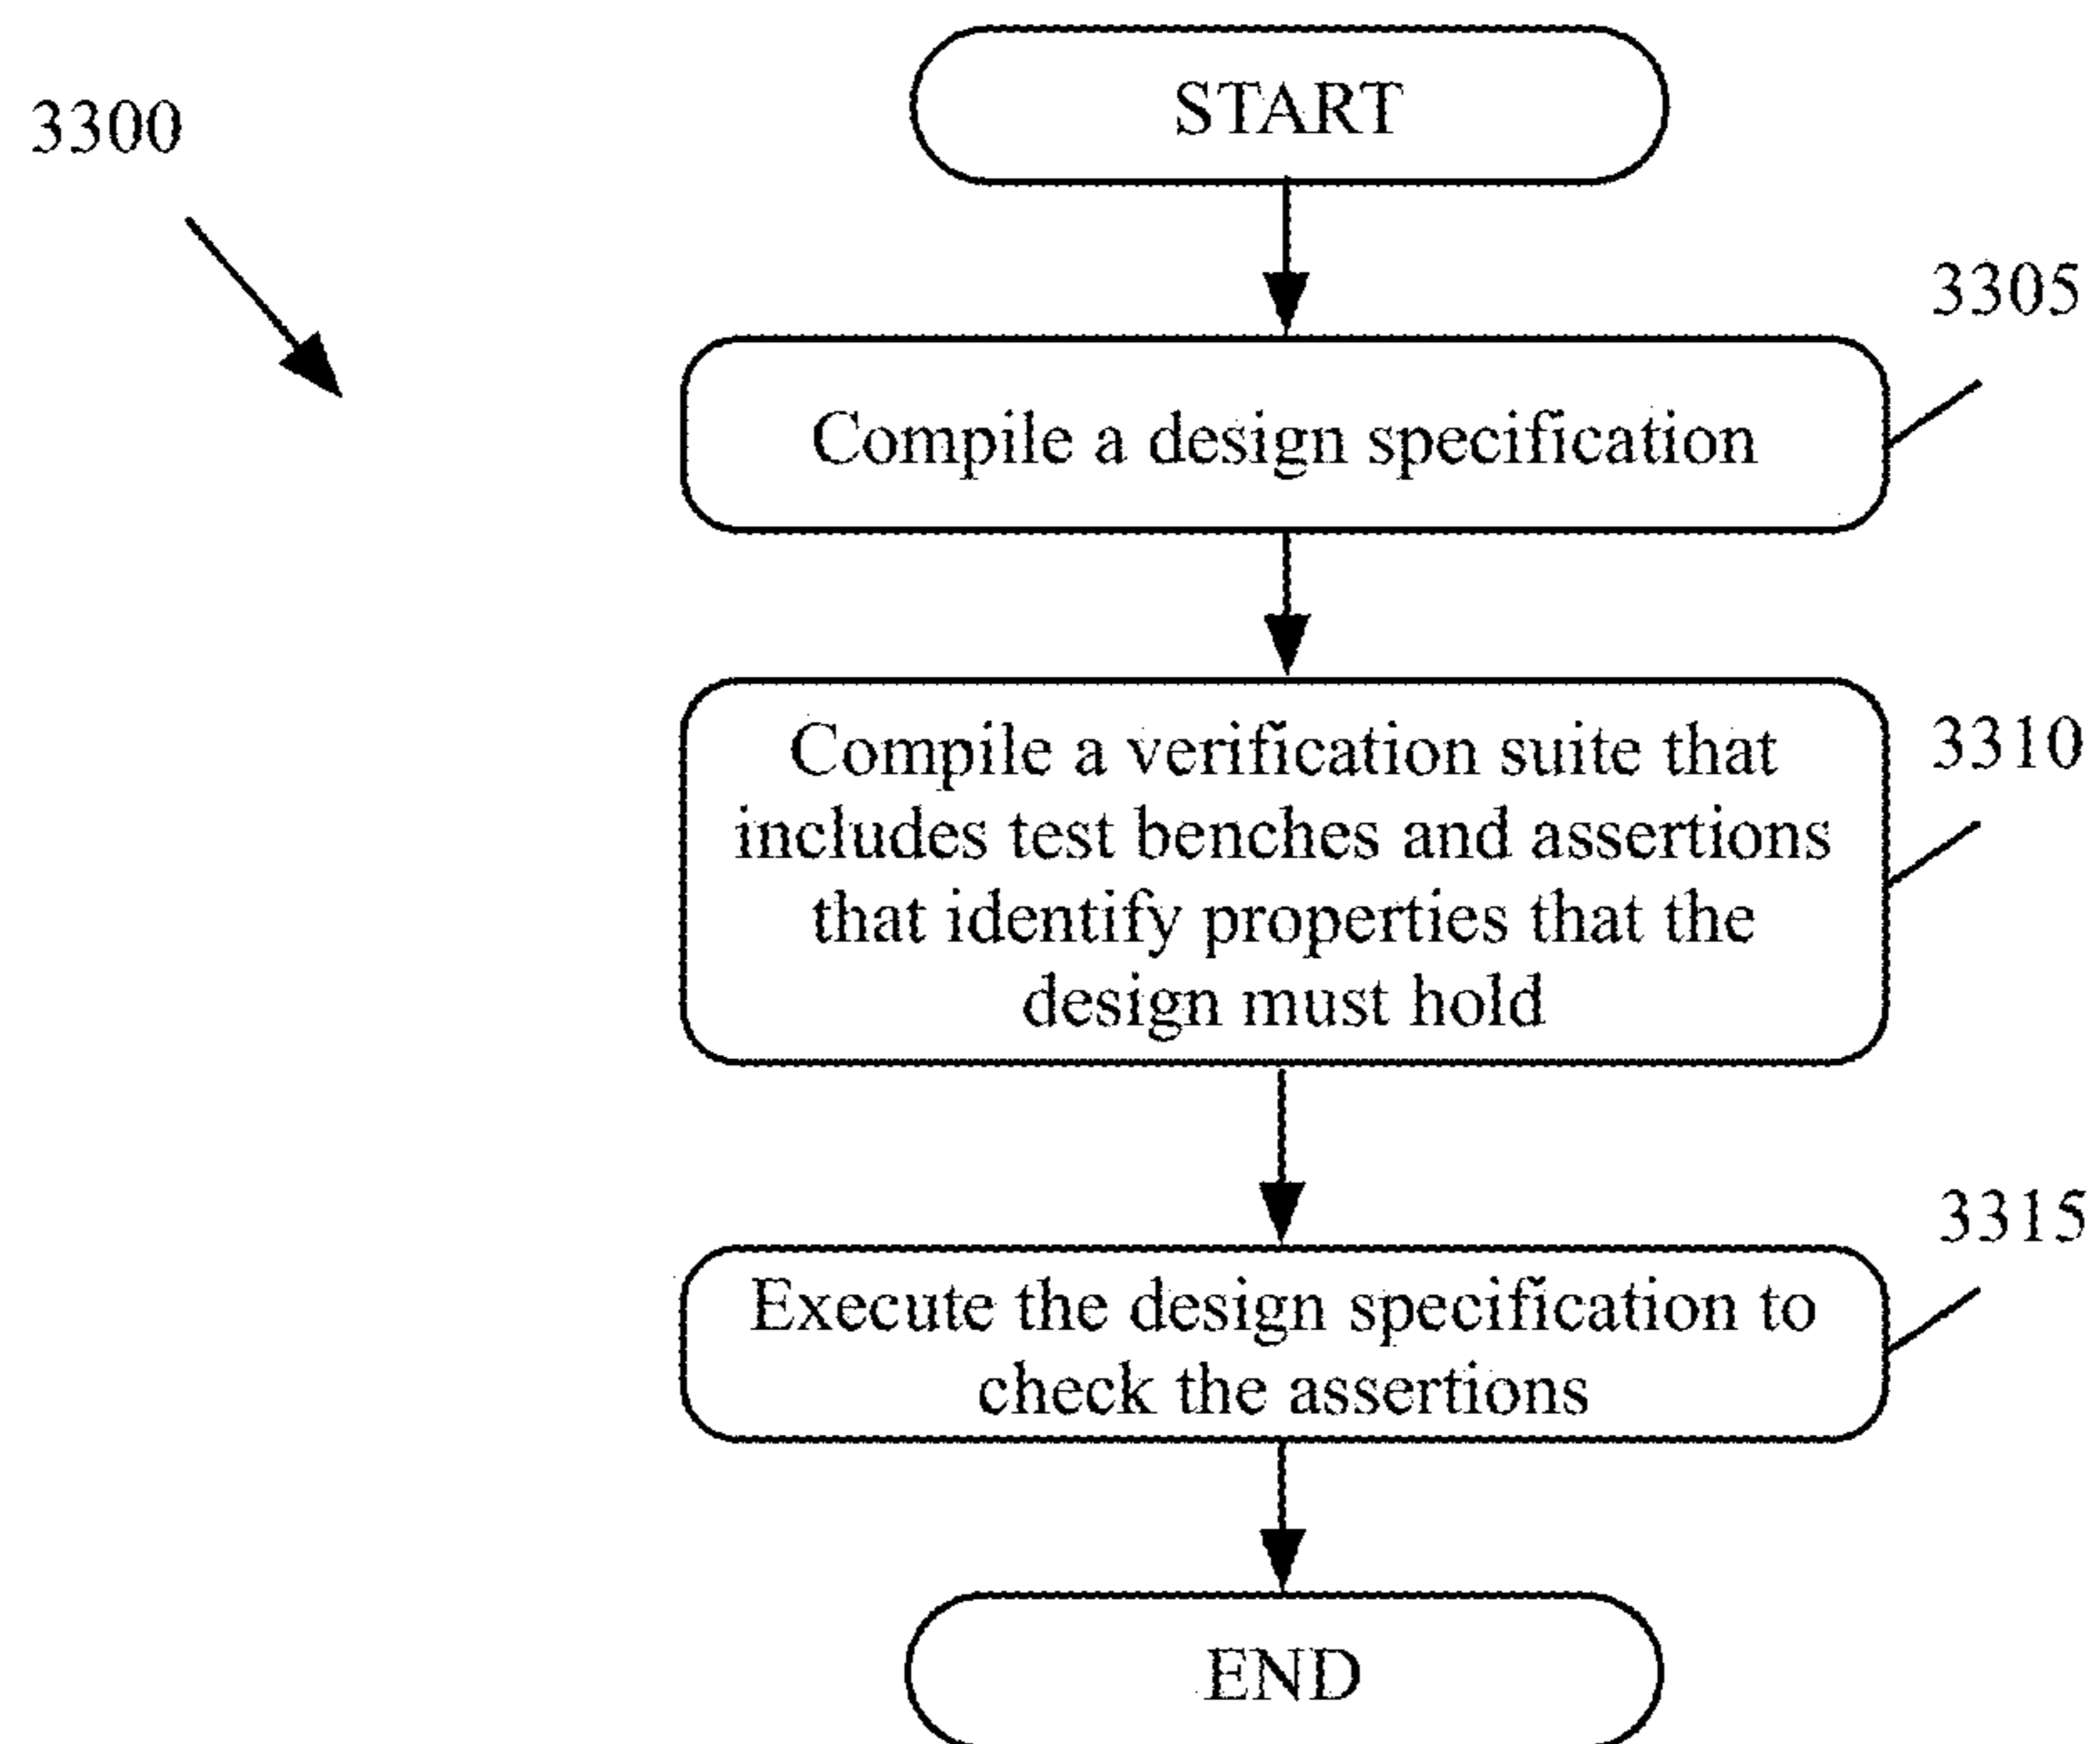 START
3300
3305
Compile a design specification
Compile a verification suite that
3310
includes test benches and assertions
that identify properties that the
design must hold
3315
Execute the design specification to
check the assertions
END